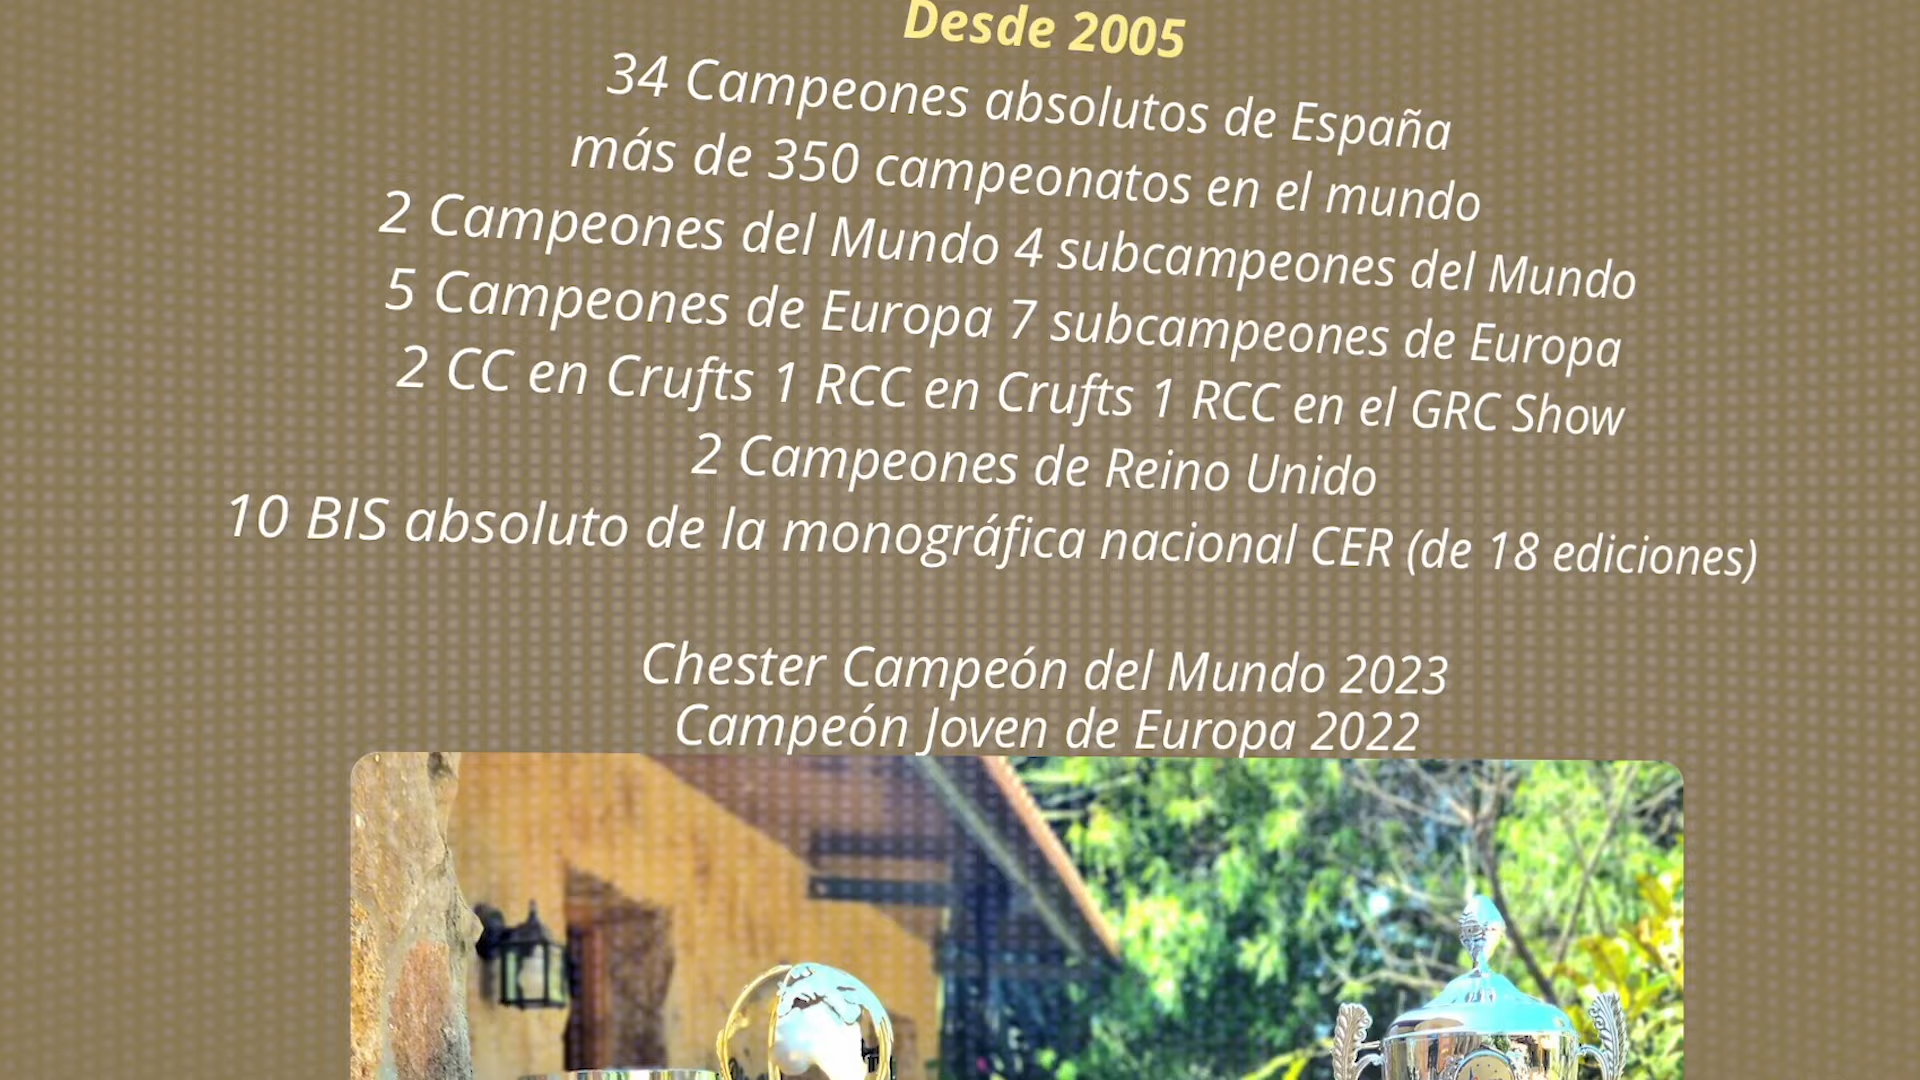 Desde 2005
34 Campeones absolutos de España
más de 350 campeonatos en el mundo
2 Campeones del Mundo 4 subcampeones del Mundo
5 Campeones de Europa 7 subcampeones de Europa
2 CC en Crufts 1 RCC en Crufts 1 RCC en el GRC Show
2 Campeones de Reino Unido
10 BIS absoluto de la monográfica nacional CER (de 18 ediciones)
Chester Campeón del Mundo 2023
Campeón Joven de Europa 2022